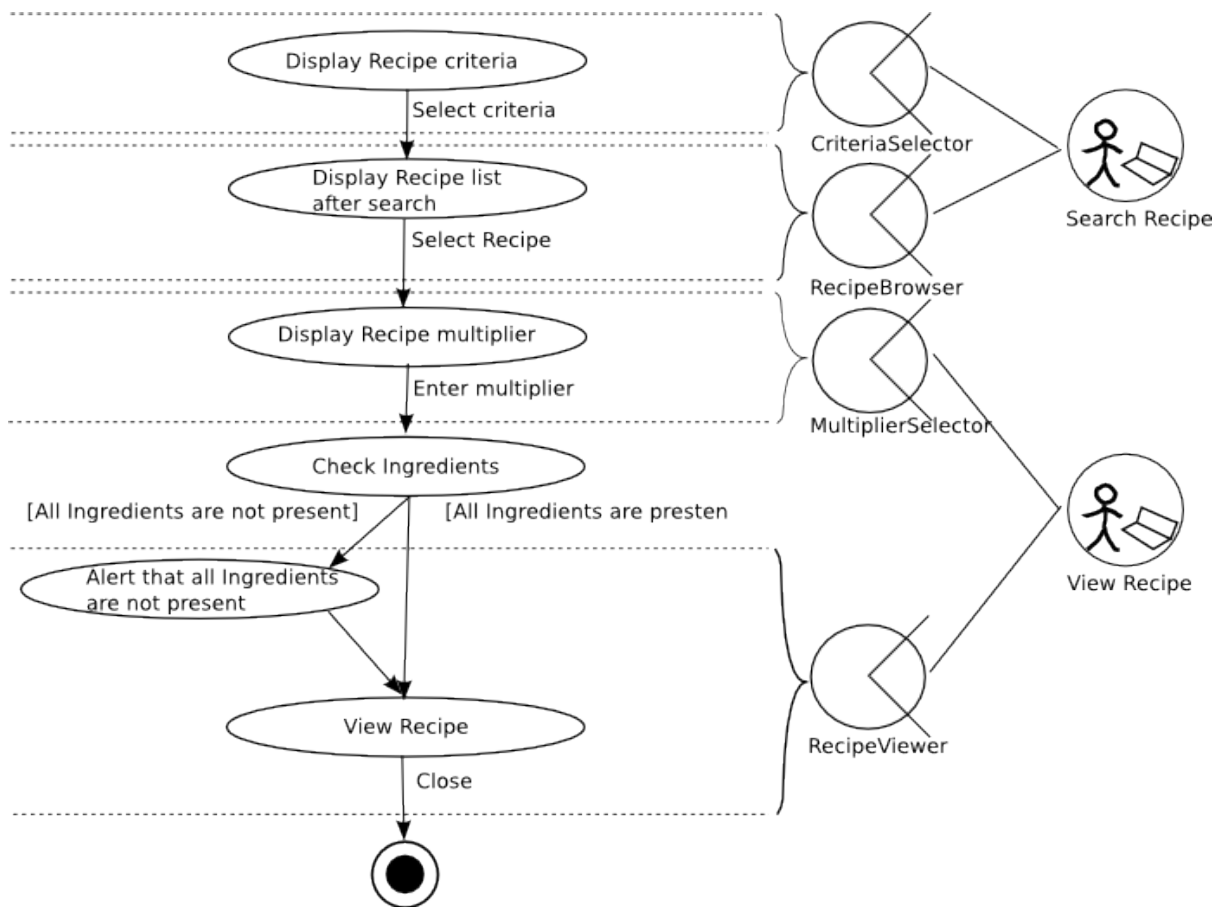 Display Recipe criteria
Select criteria
CriteriaSelector
Display Recipe list
after search
Search Recipe
Select Recipe
RecipeBrowser
Display Recipe multiplier
Enter multiplier
MultiplierSelector
Check Ingredients
[All Ingredients are not present]
[All Ingredients are presten
Alert that all Ingredients
are not present
View Recipe
View Recipe
RecipeViewer
Close